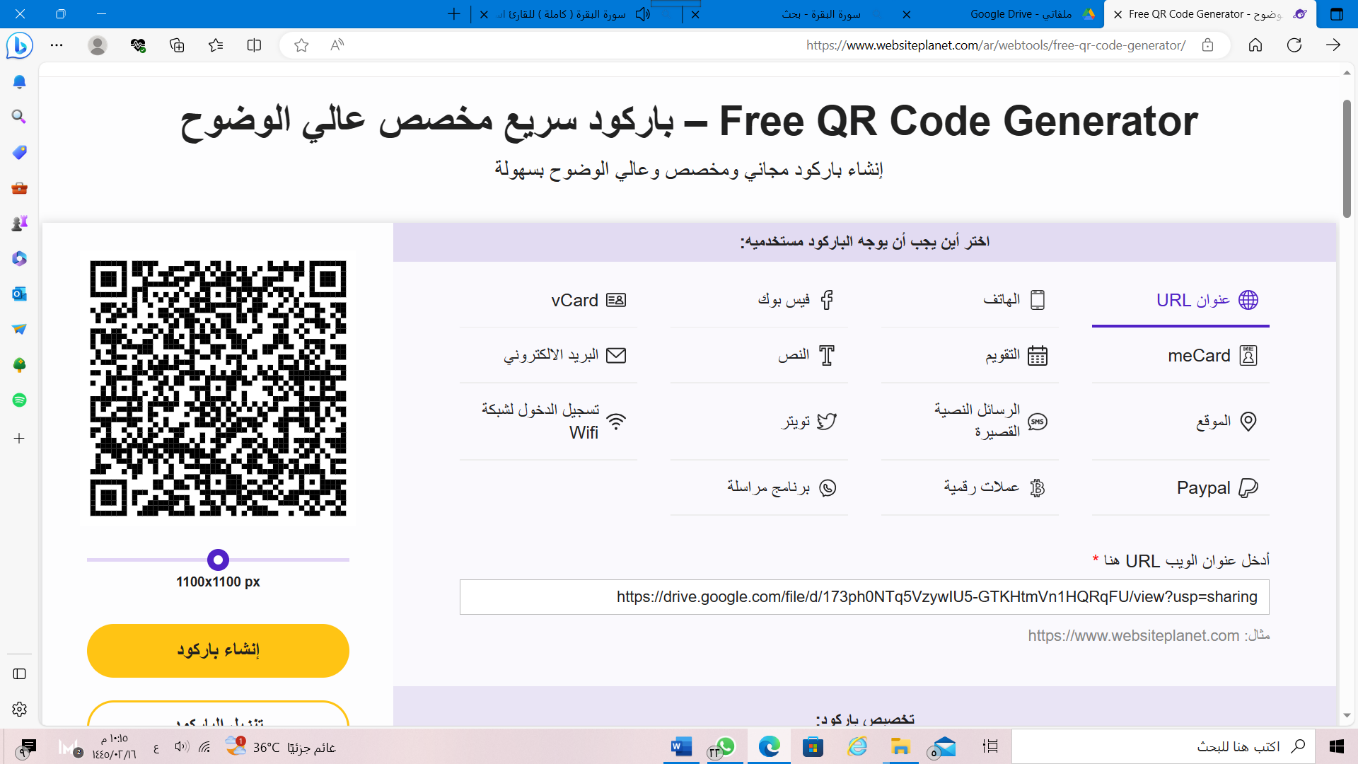 Free QR Code Generator - وضوح
ملفاتي - Google Drive
سورة البقرة - بحث
سورة البقرة ( كاملة ) للقارئ
https://www.websiteplanet.com/ar/webtools/free-qr-code-generator/
Free QR Code Generator – باركود سريع مخصص عالي الوضوح
إنشاء باركود مجاني ومخصص وعالي الوضوح بسهولة
اختر أين يجب أن يوجه الباركود مستخدميه:
عنوان URL
الهاتف
فيس بوك
vCard
meCard
التقويم
النص
البريد الالكتروني
الموقع
الرسائل النصية
القصيرة
تويتر
تسجيل الدخول لشبكة
Wifi
Paypal
عملات رقمية
برنامج مراسلة
أدخل عنوان الويب URL هنا *
https://drive.google.com/file/d/173ph0NTq5VzywIU5-GTKHtmVn1HQRqFU/view?usp=sharing
مثال: https://www.websiteplanet.com
تخصيص باركود:
1100x1100 px
إنشاء باركود
تنزيل الباركود
اكتب هنا للبحث
غائم جزئيًا 36°C
ع
١٠:١٥ م
١٤٤٥/٠٢/١٦